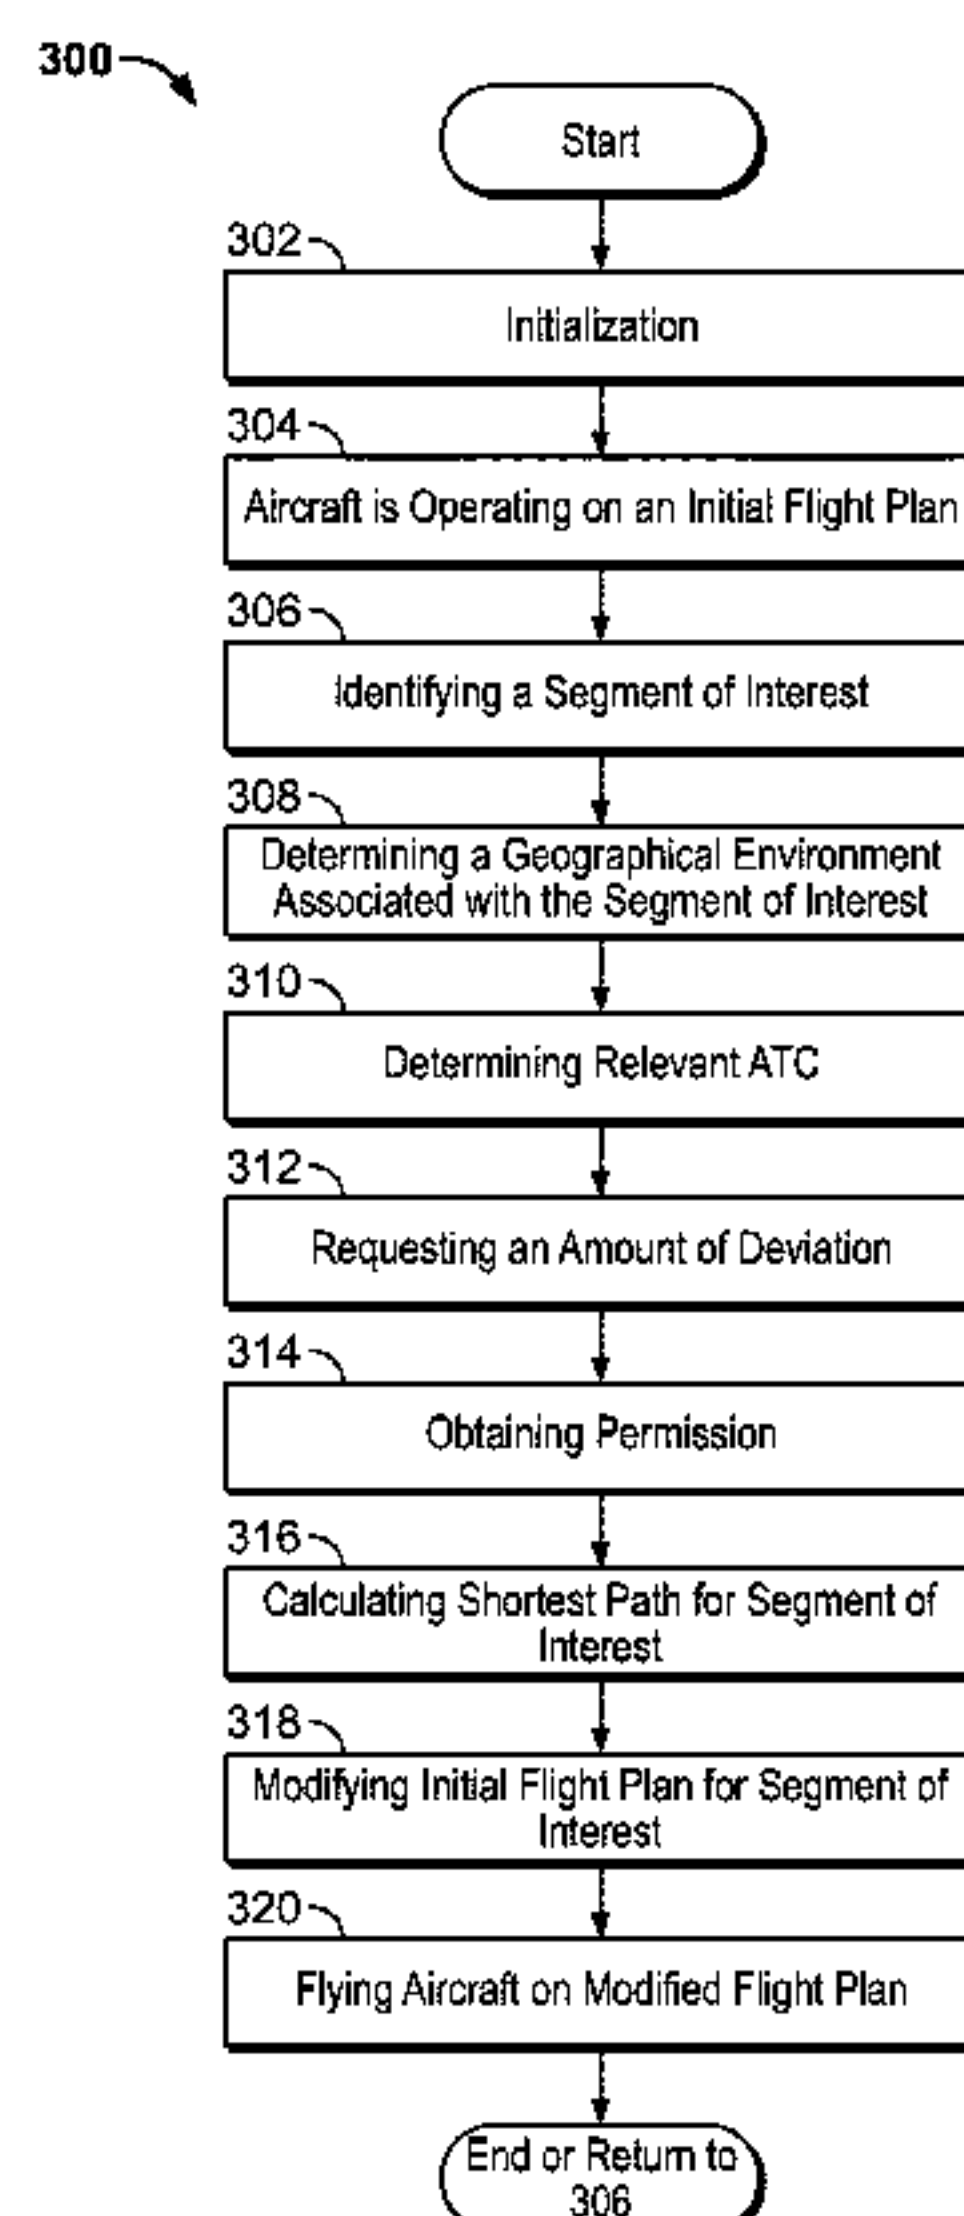 300
Start
302
Initialization
304
Aircraft is Operating on an Initial Flight Plan
306
Identifying a Segment of Interest
308
Determining a Geographical Environment
Associated with the Segment of Interest
310
Determining Relevant ATC
312
Requesting an Amount of Deviation
314
Obtaining Permission
316
Calculating Shortest Path for Segment of
Interest
318
Modifying Initial Flight Plan for Segment of
Interest
320
Flying Aircraft on Modified Flight Plan
End or Return to
306